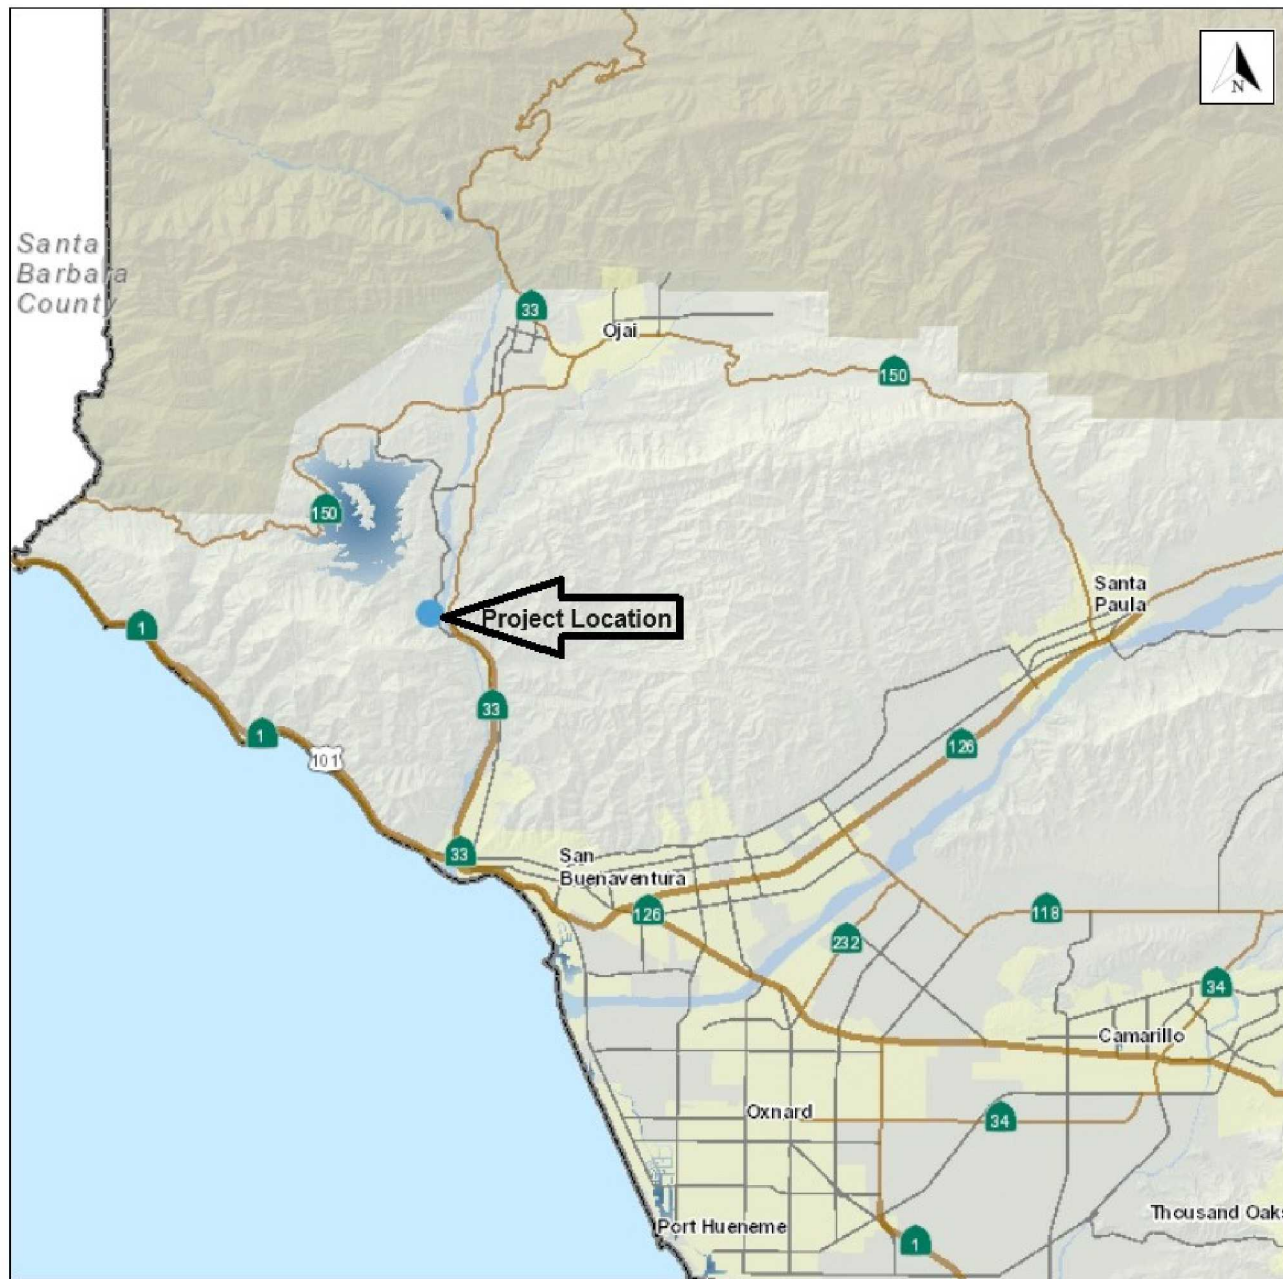 N
Santa
Barbara
County
33
Ojai
150
150
Santa
Paula
Project Location
1
33
1
101
126
33
San
Buenaventura
126
118
232
34
Camarillo
Oxnard
34
Thousand Oaks
Port Hueneme
1